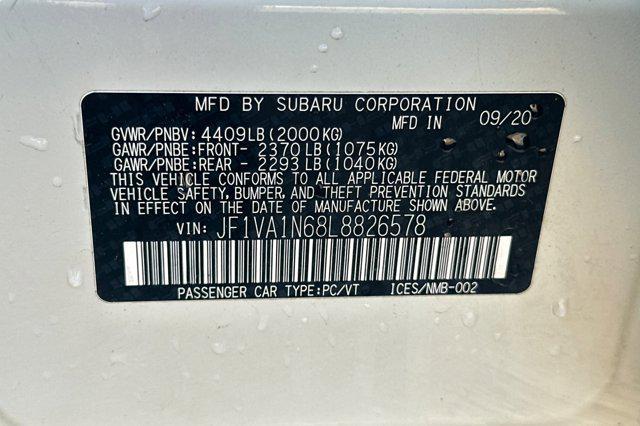 MFD BY SUBARU CORPORATION
MFD IN 09/20
GVWR/PNBV: 4409LB(2000KG)
GAWR/PNBE:FRONT- 2370LB(1075KG)
GAWR/PNBE:REAR - 2293LB(1040KG)
THIS VEHICLE CONFORMS TO ALL APPLICABLE FEDERAL MOTOR
VEHICLE SAFETY, BUMPER, AND THEFT PREVENTION STANDARDS
IN EFFECT ON THE DATE OF MANUFACTURE SHOWN ABOVE.
VIN: JF1VA1N68L8826578
PASSENGER CAR TYPE:PC/VT ICES/NMB-002